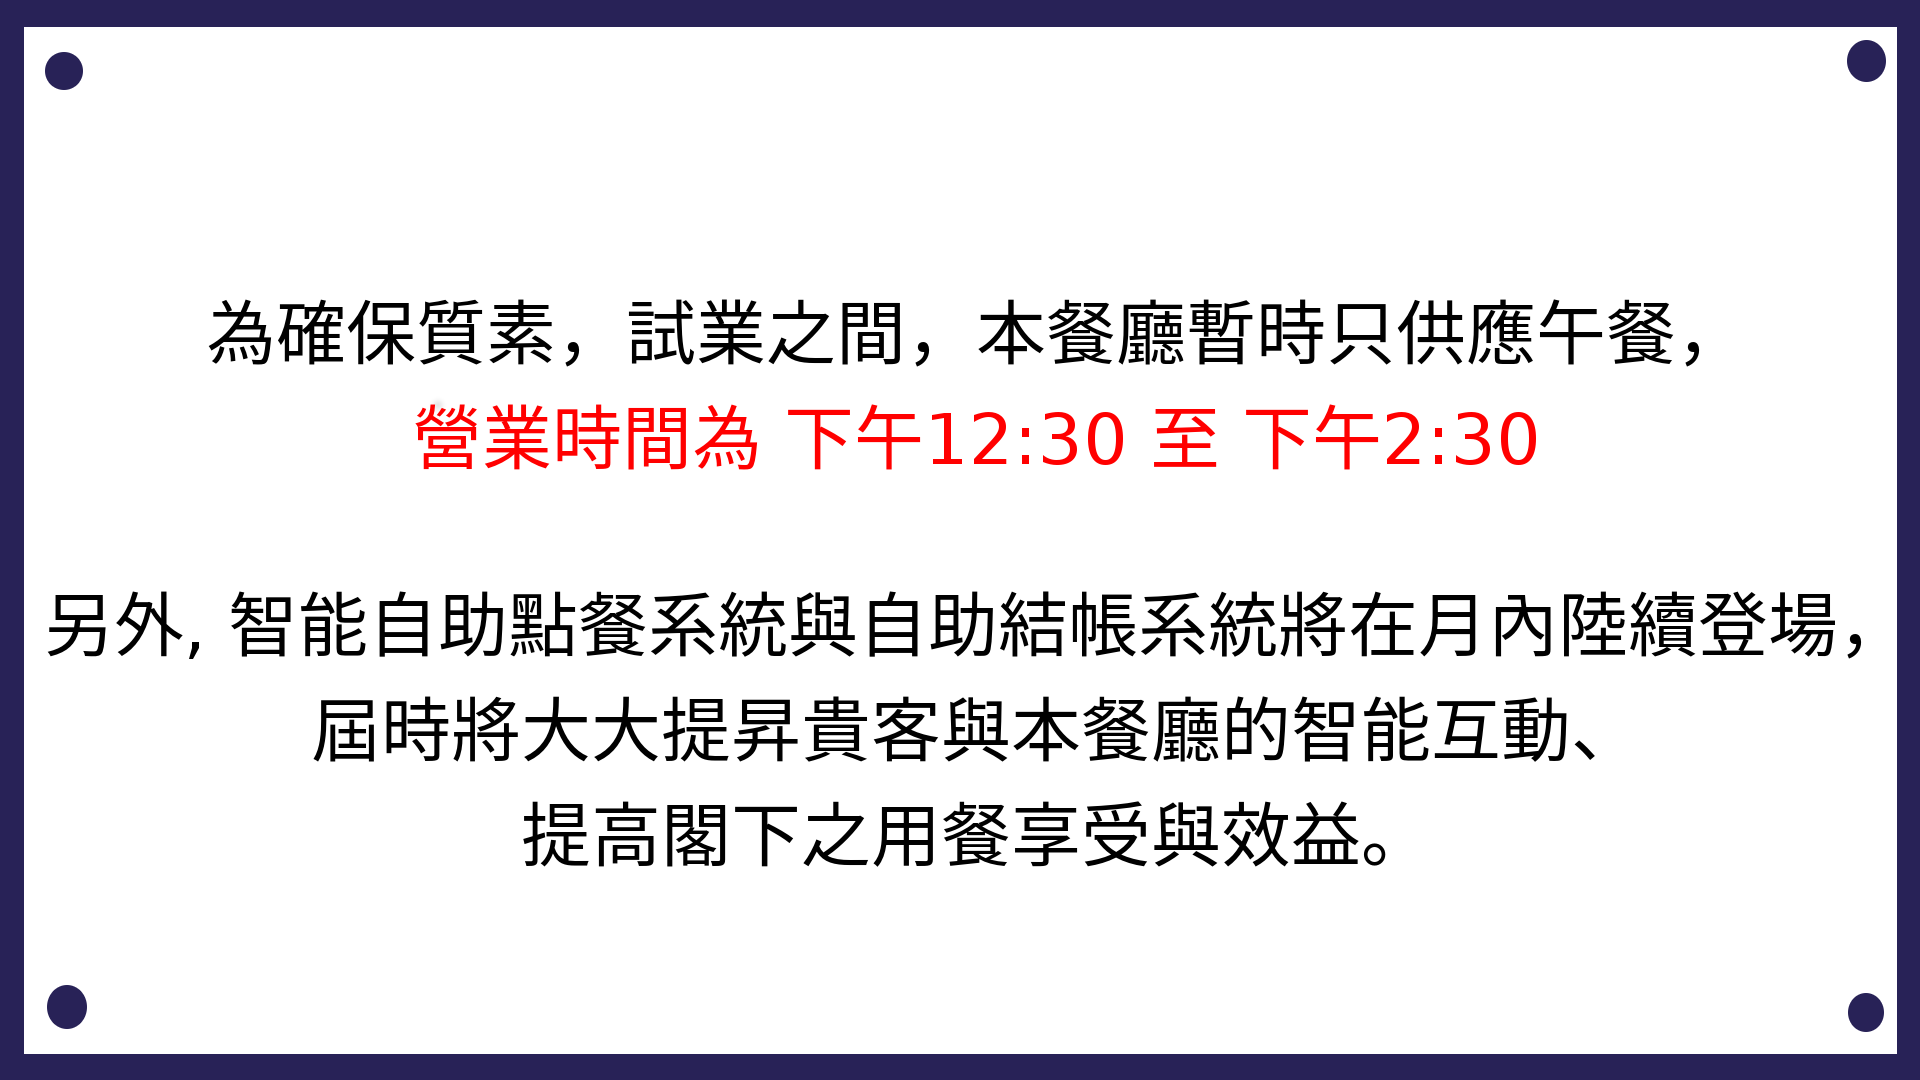 為確保質素，試業之間，本餐廳暫時只供應午餐，
營業時間為 下午12:30 至 下午2:30
另外, 智能自助點餐系統與自助結帳系統將在月內陸續登場，
屆時將大大提昇貴客與本餐廳的智能互動、
提高閣下之用餐享受與效益。